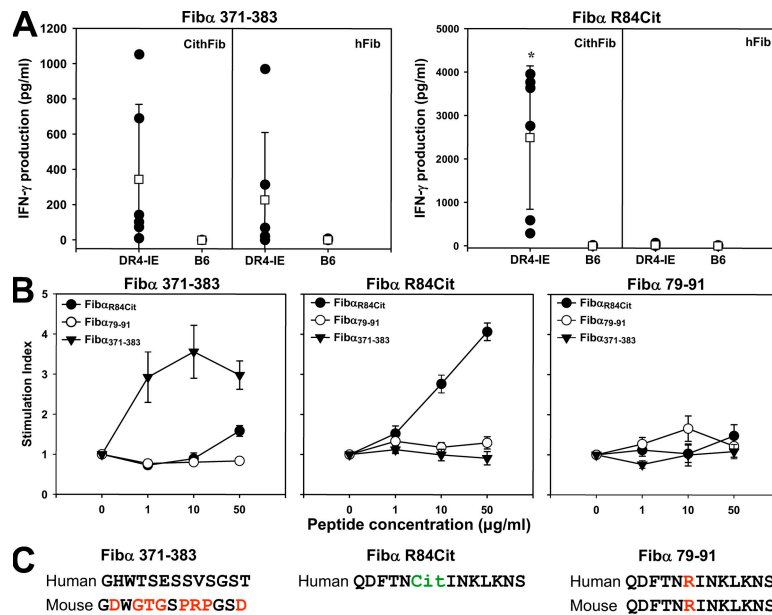 A
Fibα 371-383
Fibα R84Cit
IFN-γ production (pg/ml)
1200
1000
800
600
400
200
0
CithFib
hFib
DR4-IE
B6
DR4-IE
B6
IFN-γ production (pg/ml)
5000
4000
3000
2000
1000
0
CithFib
hFib
*
DR4-IE
B6
DR4-IE
B6
B
Fibα 371-383
Fibα R84Cit
Fibα 79-91
Stimulation Index
5
4
3
2
1
0
FibαR84Cit
Fibα79-91
Fibα371-383
FibαR84Cit
Fibα79-91
Fibα371-383
FibαR84Cit
Fibα79-91
Fibα371-383
0 1 10 50
0 1 10 50
0 1 10 50
Peptide concentration (μg/ml)
C
Fibα 371-383
Fibα R84Cit
Fibα 79-91
Human GHWTSESSVSGST
Mouse GDWGTGSPRPGSD
Human QDFTNCitINKLKNS
Human QDFTNRINKLKNS
Mouse QDFTNRINKLKNS